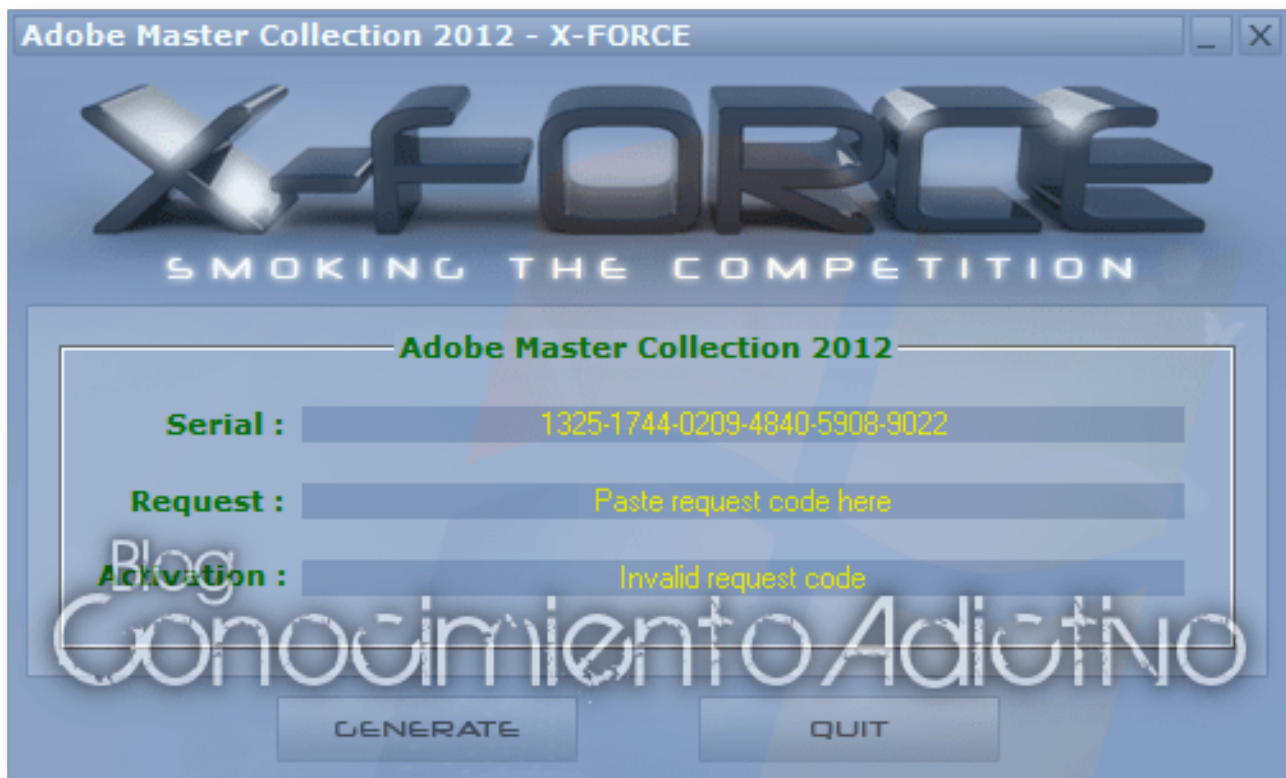 Adobe Master Collection 2012 - X-FORCE
X-FORCE
SMOKING THE COMPETITION
Adobe Master Collection 2012
Serial : 1325-1744-0209-4840-5908-9022
Request : Paste request code here
Blog
Activation : Invalid request code
Conocimiento Adictivo
GENERATE QUIT